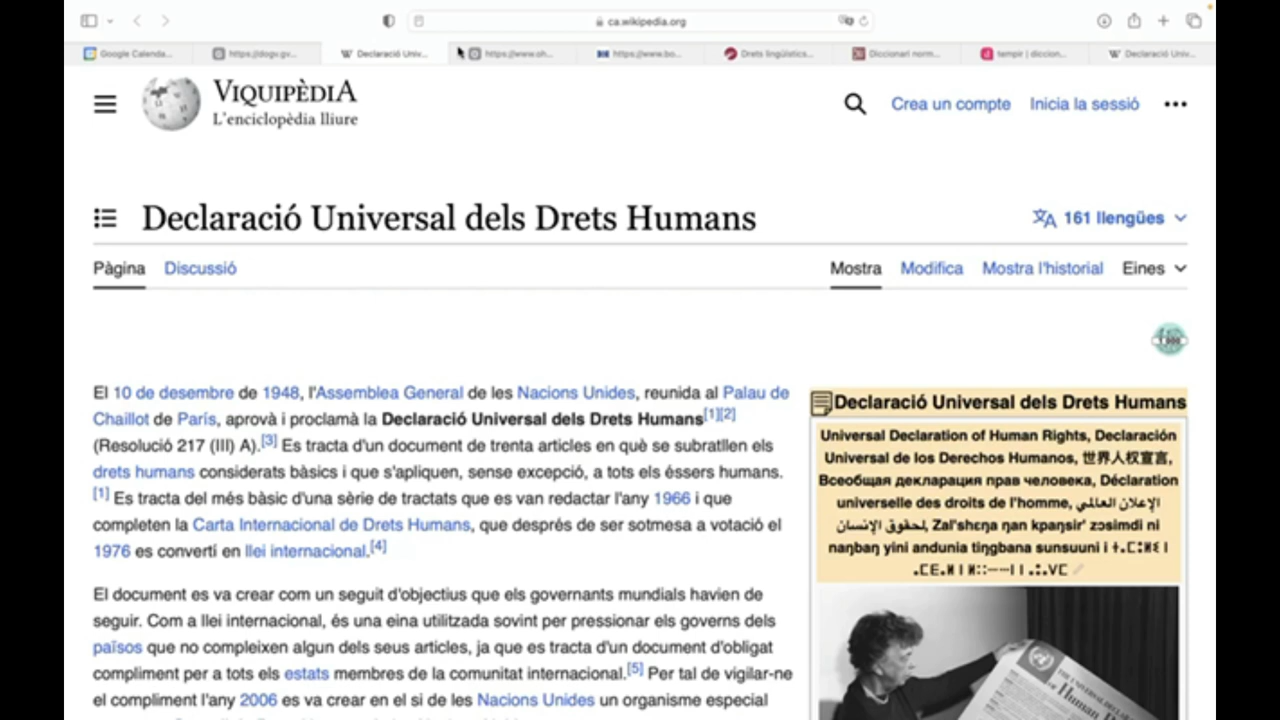 ca.wikipedia.org
Google Calenda...
https://dogv.gv...
Declaració Univ...
https://www.oh...
https://www.bo...
Drets lingüístics...
Diccionari norm...
tempir | diccion...
Declaració Univ...
VIQUIPÈDIA
L'enciclopèdia lliure
Crea un compte
Inicia la sessió
Declaració Universal dels Drets Humans
161 llengües
Pàgina Discussió
Mostra Modifica Mostra l'historial Eines
El 10 de desembre de 1948, l'Assemblea General de les Nacions Unides, reunida al Palau de
Chaillot de París, aprovà i proclamà la Declaració Universal dels Drets Humans[1][2]
(Resolució 217 (III) A).[3] Es tracta d'un document de trenta articles en què se subratllen els
drets humans considerats bàsics i que s'apliquen, sense excepció, a tots els éssers humans.
[1] Es tracta del més bàsic d'una sèrie de tractats que es van redactar l'any 1966 i que
completen la Carta Internacional de Drets Humans, que després de ser sotmesa a votació el
1976 es convertí en llei internacional.[4]
El document es va crear com un seguit d'objectius que els governants mundials havien de
seguir. Com a llei internacional, és una eina utilitzada sovint per pressionar els governs dels
països que no compleixen algun dels seus articles, ja que es tracta d'un document d'obligat
compliment per a tots els estats membres de la comunitat internacional.[5] Per tal de vigilar-ne
el compliment l'any 2006 es va crear en el si de les Nacions Unides un organisme especial
Declaració Universal dels Drets Humans
Universal Declaration of Human Rights, Declaración
Universal de los Derechos Humanos, 世界人权宣言,
Всеобщая декларация прав человека, Déclaration
universelle des droits de l'homme, الإعلان العالمي
لحقوق الإنسان, Zal'shɛŋa ŋan kpaŋsir' zɔsimdi ni
naŋbaŋ yini andunia tiŋgbana sunsuuni